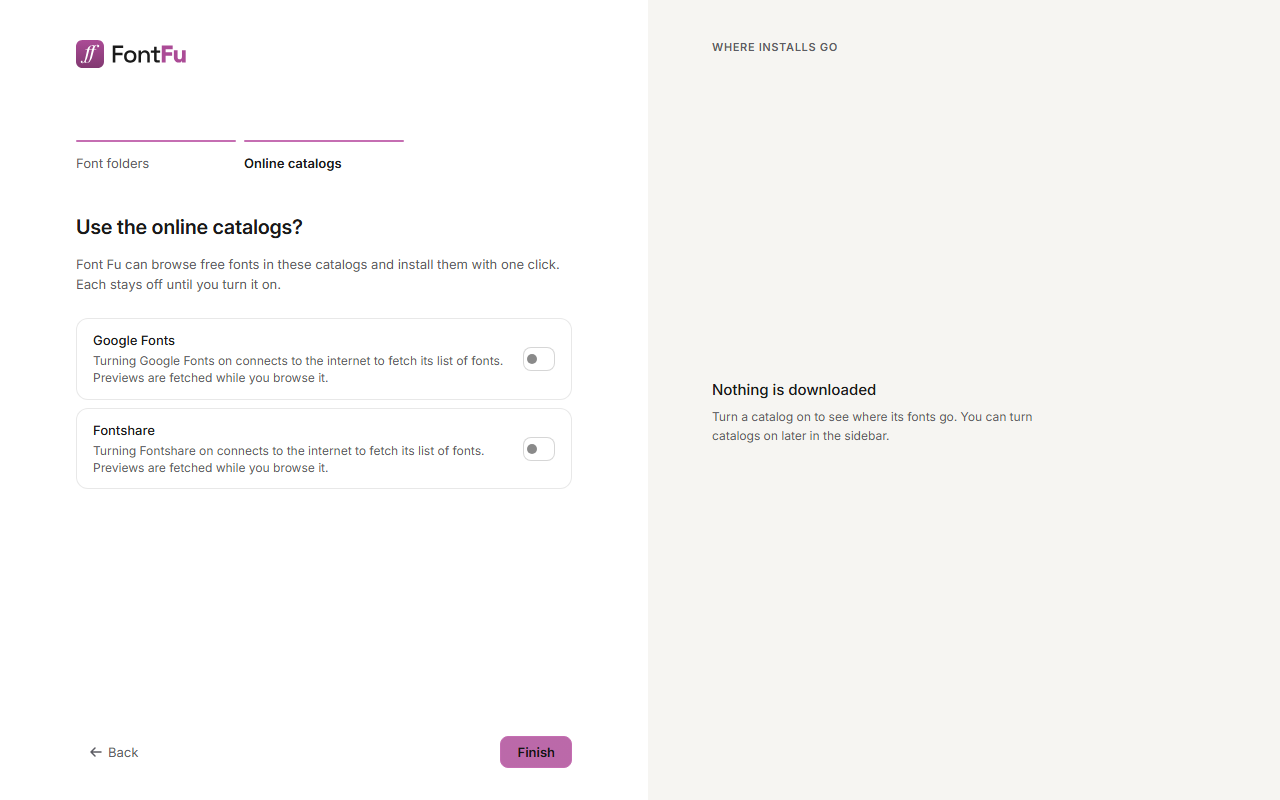 ff FontFu
Font folders
Online catalogs
Use the online catalogs?
Font Fu can browse free fonts in these catalogs and install them with one click.
Each stays off until you turn it on.
Google Fonts
Turning Google Fonts on connects to the internet to fetch its list of fonts.
Previews are fetched while you browse it.
Fontshare
Turning Fontshare on connects to the internet to fetch its list of fonts.
Previews are fetched while you browse it.
← Back
Finish
WHERE INSTALLS GO
Nothing is downloaded
Turn a catalog on to see where its fonts go. You can turn
catalogs on later in the sidebar.